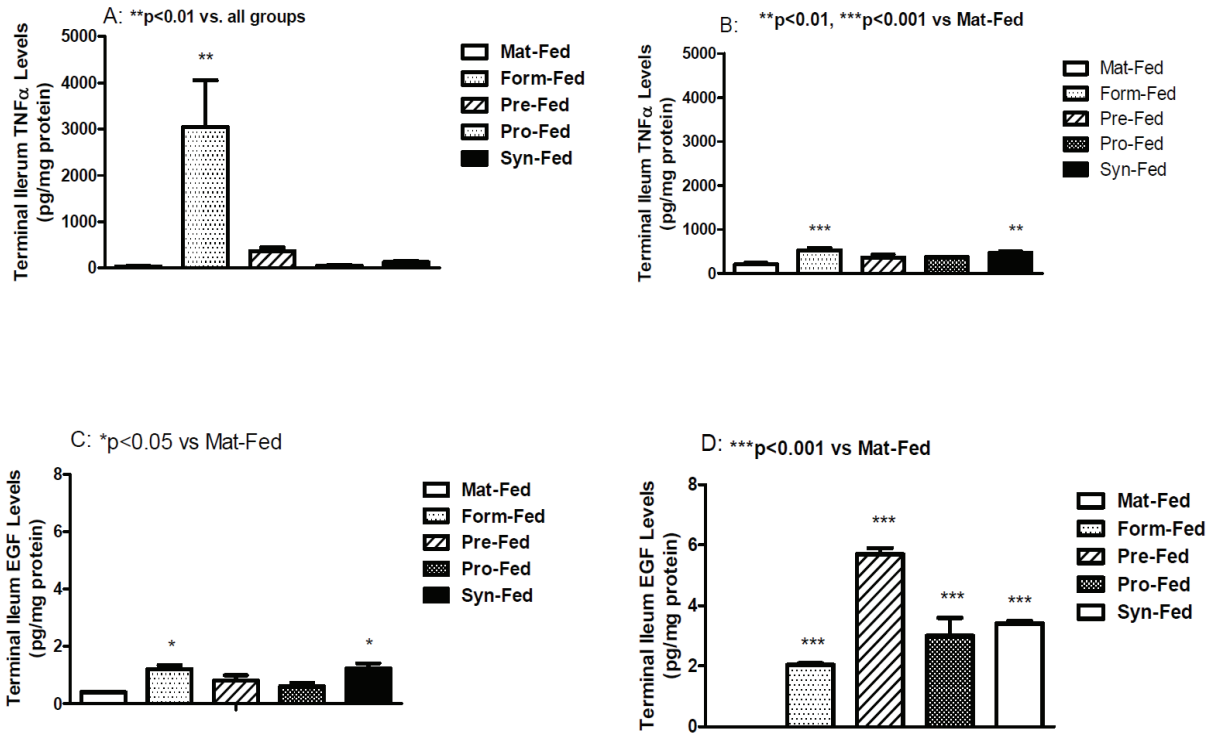 A: **p<0.01 vs. all groups
Terminal Ilerum TNFα Levels
(pg/mg protein)
5000
4000
3000
2000
1000
0
**
Mat-Fed
Form-Fed
Pre-Fed
Pro-Fed
Syn-Fed
B: **p<0.01, ***p<0.001 vs Mat-Fed
Terminal Ileum TNFα Levels
(pg/mg protein)
5000
4000
3000
2000
1000
0
***
**
Mat-Fed
Form-Fed
Pre-Fed
Pro-Fed
Syn-Fed
C: *p<0.05 vs Mat-Fed
Terminal Ileum EGF Levels
(pg/mg protein)
8
6
4
2
0
*
*
Mat-Fed
Form-Fed
Pre-Fed
Pro-Fed
Syn-Fed
D: ***p<0.001 vs Mat-Fed
Terminal Ileum EGF Levels
(pg/mg protein)
8
6
4
2
0
***
***
***
***
Mat-Fed
Form-Fed
Pre-Fed
Pro-Fed
Syn-Fed